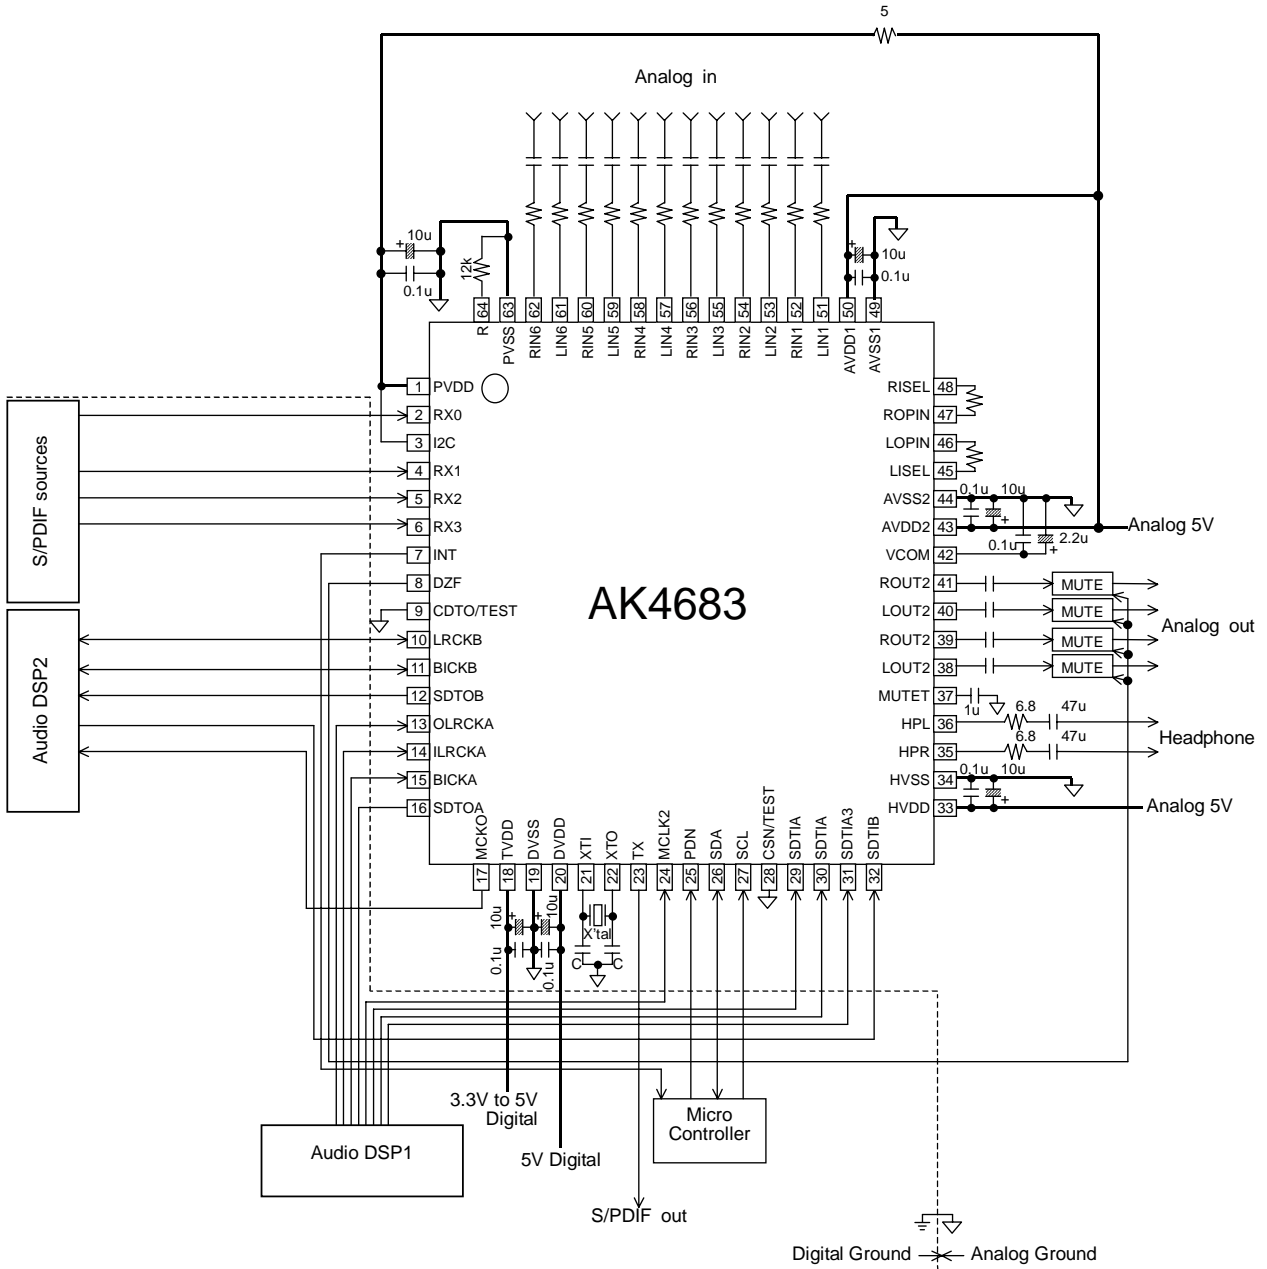 5
Analog in
10u
0.1u
12k
10u
0.1u
64 63 62 61 60 59 58 57 56 55 54 53 52 51 50 49
R PVSS RIN6 LIN6 RIN5 LIN5 RIN4 LIN4 RIN3 LIN3 RIN2 LIN2 RIN1 LIN1 AVDD1 AVSS1
S/PDIF sources
Audio DSP2
1 PVDD
2 RX0
3 I2C
4 RX1
5 RX2
6 RX3
7 INT
8 DZF
9 CDTO/TEST
10 LRCKB
11 BICKB
12 SDTOB
13 OLRCKA
14 ILRCKA
15 BICKA
16 SDTOA
AK4683
RISEL 48
ROPIN 47
LOPIN 46
LISEL 45
AVSS2 44
0.1u 10u
AVDD2 43
Analog 5V
0.1u 2.2u
VCOM 42
ROUT2 41 MUTE
LOUT2 40 MUTE
Analog out
ROUT2 39 MUTE
LOUT2 38 MUTE
MUTET 37
1u
HPL 36 6.8 47u
Headphone
HPR 35 6.8 47u
HVSS 34
0.1u 10u
HVDD 33
Analog 5V
MCKO TVDD DVSS DVDD XTI XTO TX MCLK2 PDN SDA SCL CSN/TEST SDTIA SDTIA SDTIA3 SDTIB
17 18 19 20 21 22 23 24 25 26 27 28 29 30 31 32
10u
10u
0.1u
0.1u
X'tal
C C
3.3V to 5V
Digital
5V Digital
Micro
Controller
Audio DSP1
S/PDIF out
Digital Ground
Analog Ground